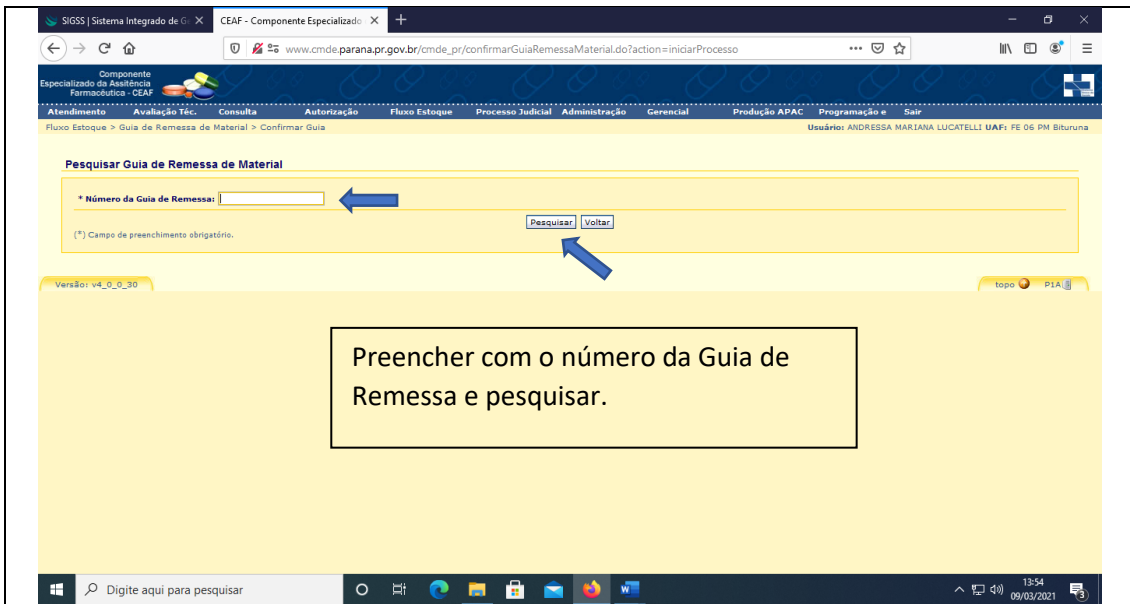 SIGSS | Sistema Integrado de G
CEAF - Componente Especializado
www.cmde.parana.pr.gov.br/cmde_pr/confirmarGuiaRemessaMaterial.do?action=iniciarProcesso
Componente
Especializado da Assitência
Farmacêutica - CEAF
Atendimento Avaliação Téc. Consulta Autorização Fluxo Estoque Processo Judicial Administração Gerencial Produção APAC Programação e Sair
Fluxo Estoque > Guia de Remessa de Material > Confirmar Guia
Usuário: ANDRESSA MARIANA LUCATELLI UAF: FE 06 PM Bituruna
Pesquisar Guia de Remessa de Material
* Número da Guia de Remessa:
Pesquisar Voltar
(*) Campo de preenchimento obrigatório.
Versão: v4_0_0_30
topo P1A
Preencher com o número da Guia de
Remessa e pesquisar.
Digite aqui para pesquisar
13:54
09/03/2021
3